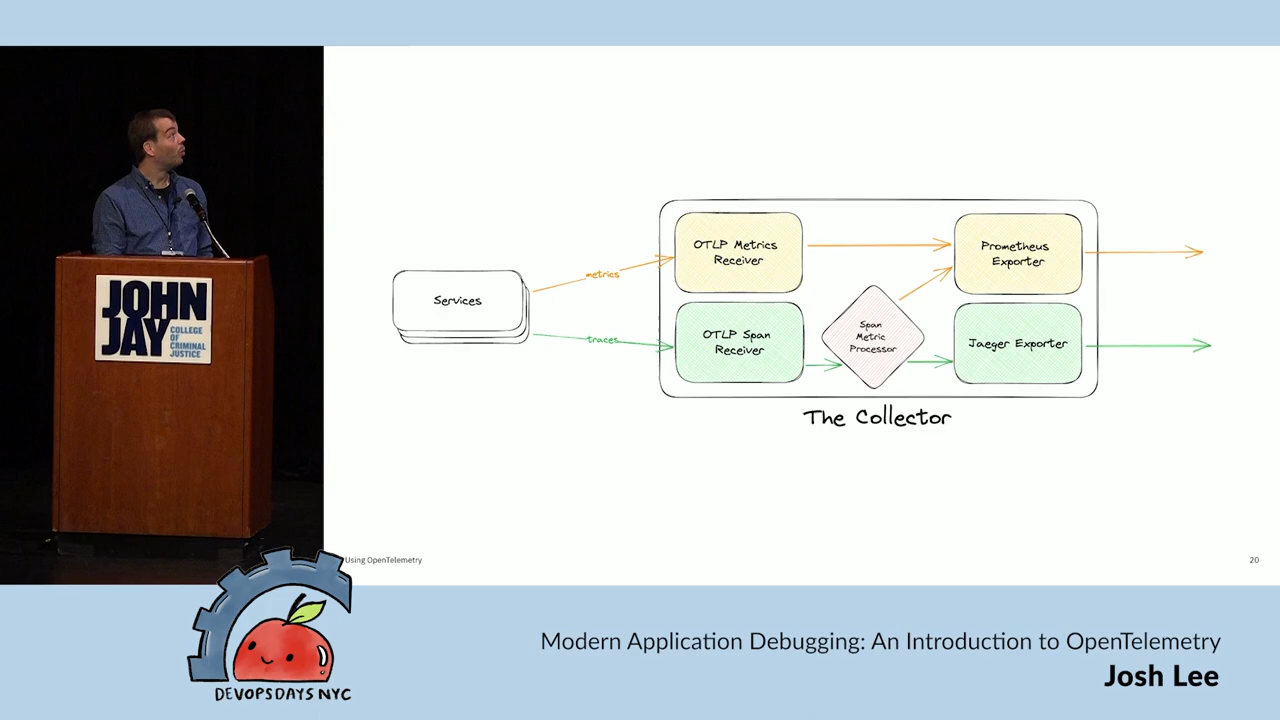 JOHN
JAY
COLLEGE
OF
CRIMINAL
JUSTICE
Services
metrics
traces
OTLP Metrics
Receiver
OTLP Span
Receiver
Span
Metric
Processor
Prometheus
Exporter
Jaeger Exporter
The Collector
Using OpenTelemetry
20
DEVOPSDAYS NYC
Modern Application Debugging: An Introduction to OpenTelemetry
Josh Lee